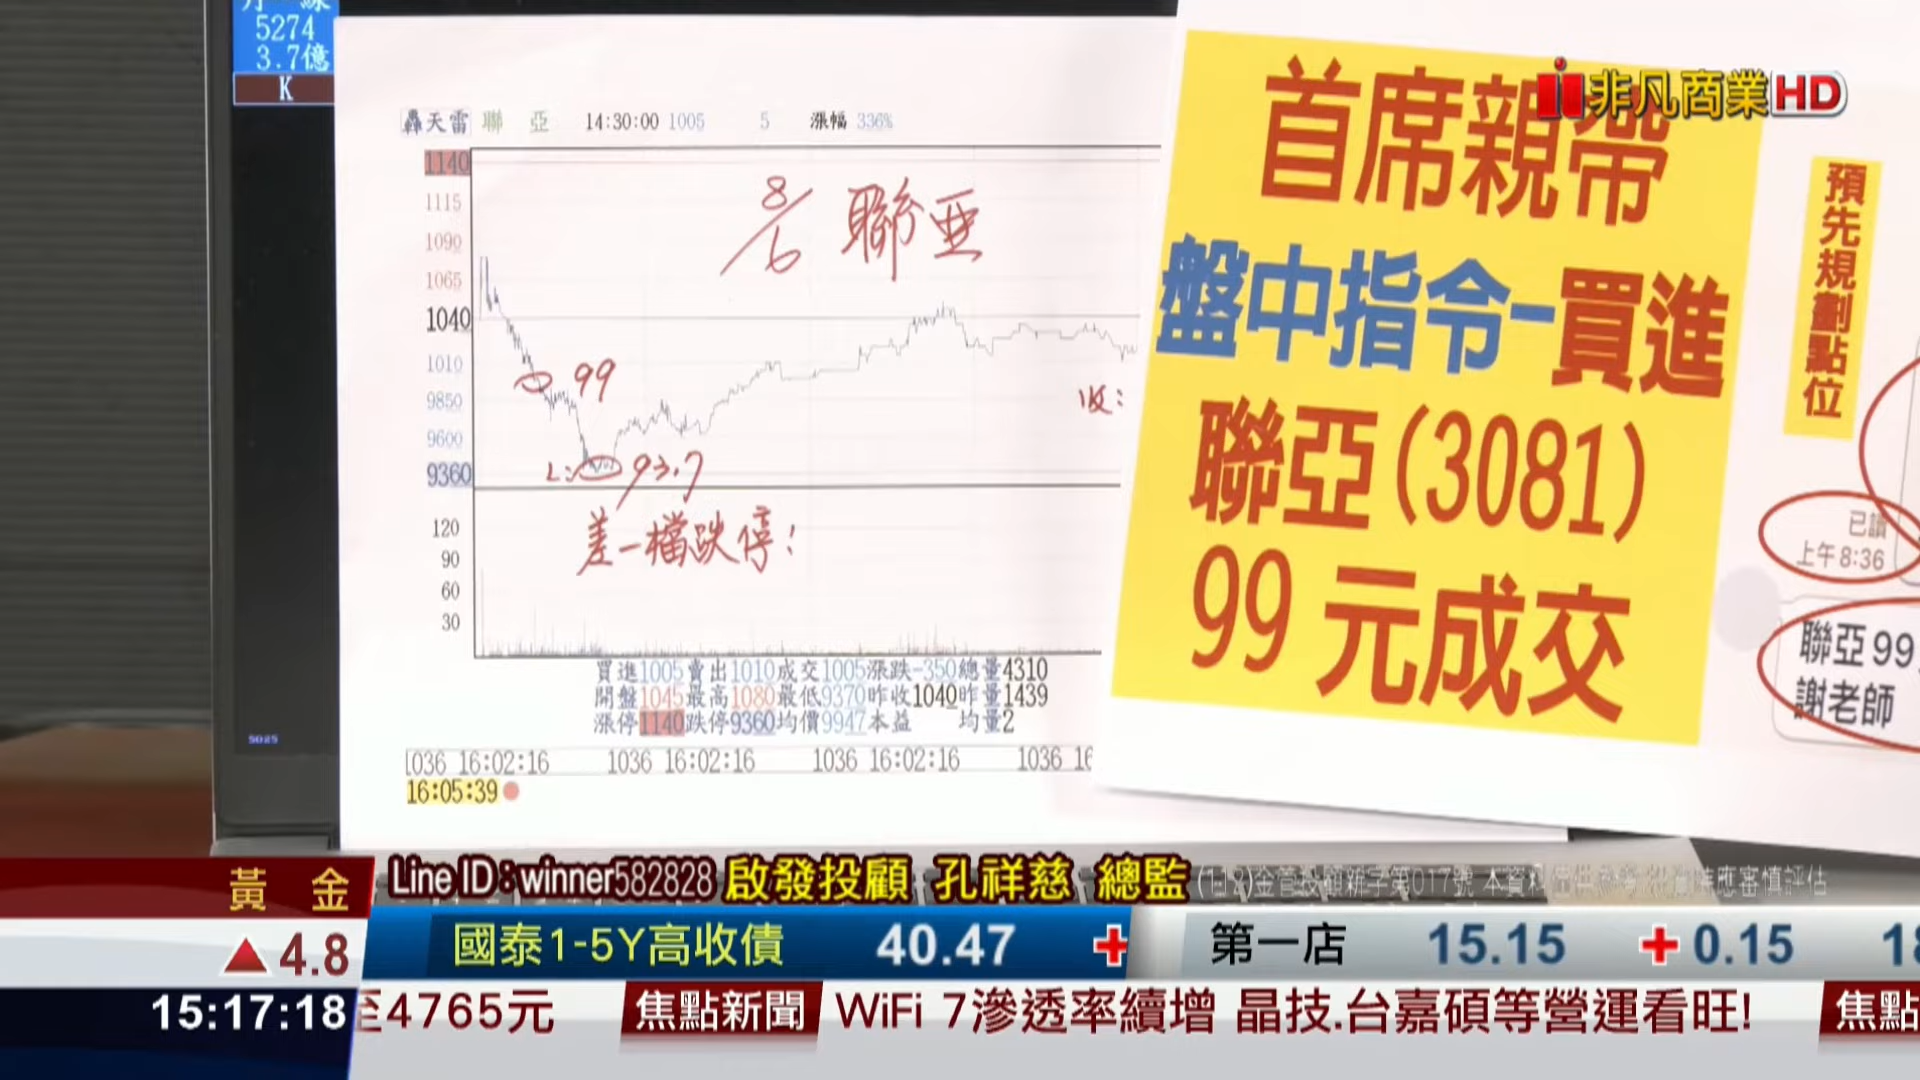 5274
3.7億
K
5025
轟天雷 聯 亞 14:30:00 1005 5 漲幅 336%
1140
1115
1090
1065
1040
1010
9850
9600
9360
120
90
60
30
8/6 聯亞
99
L: 93.7
差一檔跌停!
收:
買進1005賣出1010成交1005漲跌-350總量4310
開盤1045最高1080最低9370昨收1040昨量1439
漲停1140跌停9360均價9947本益 均量2
1036 16:02:16 1036 16:02:16 1036 16:02:16 1036
16:05:39
首席親帶
盤中指令-買進
聯亞(3081)
99元成交
非凡商業HD
預先規劃點位
已讀
上午8:36
聯亞99
謝老師
Line ID:winner582828 啟發投顧 孔祥慈 總監
黃金
▲4.8
國泰1-5Y高收債 40.47 +
第一店 15.15 +0.15
15:17:18
至4765元 焦點新聞 WiFi 7滲透率續增 晶技.台嘉碩等營運看旺! 焦點